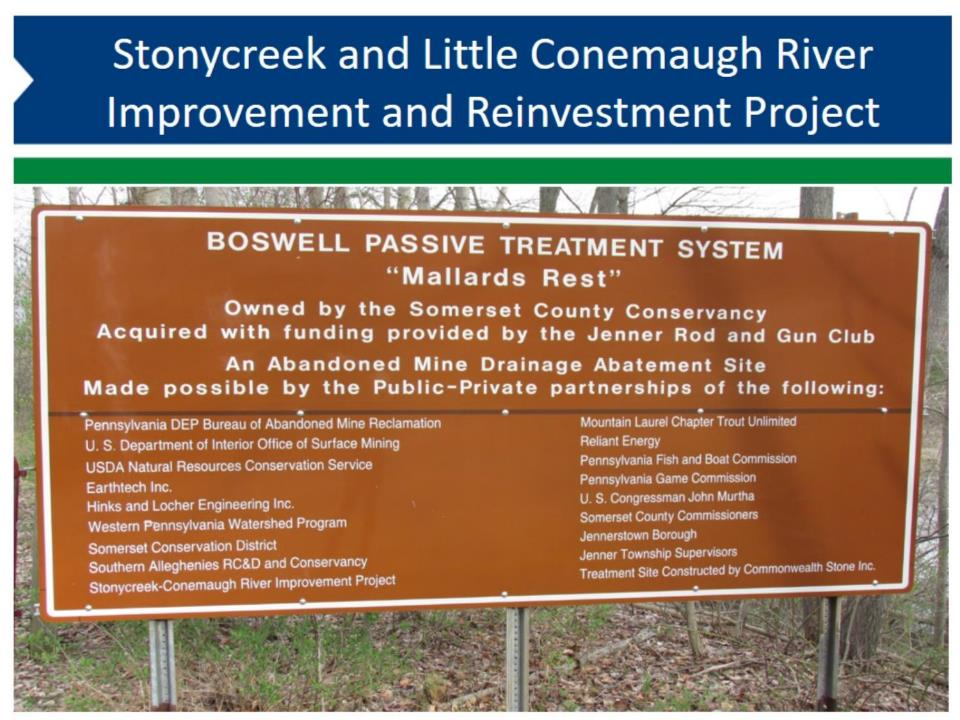 Stonycreek and Little Conemaugh River
Improvement and Reinvestment Project
BOSWELL PASSIVE TREATMENT SYSTEM
“Mallards Rest”
Owned by the Somerset County Conservancy
Acquired with funding provided by the Jenner Rod and Gun Club
An Abandoned Mine Drainage Abatement Site
Made possible by the Public-Private partnerships of the following:
Pennsylvania DEP Bureau of Abandoned Mine Reclamation
U. S. Department of Interior Office of Surface Mining
USDA Natural Resources Conservation Service
Earthtech Inc.
Hinks and Locher Engineering Inc.
Western Pennsylvania Watershed Program
Somerset Conservation District
Southern Alleghenies RC&D and Conservancy
Stonycreek-Conemaugh River Improvement Project
Mountain Laurel Chapter Trout Unlimited
Reliant Energy
Pennsylvania Fish and Boat Commission
Pennsylvania Game Commission
U. S. Congressman John Murtha
Somerset County Commissioners
Jennerstown Borough
Jenner Township Supervisors
Treatment Site Constructed by Commonwealth Stone Inc.